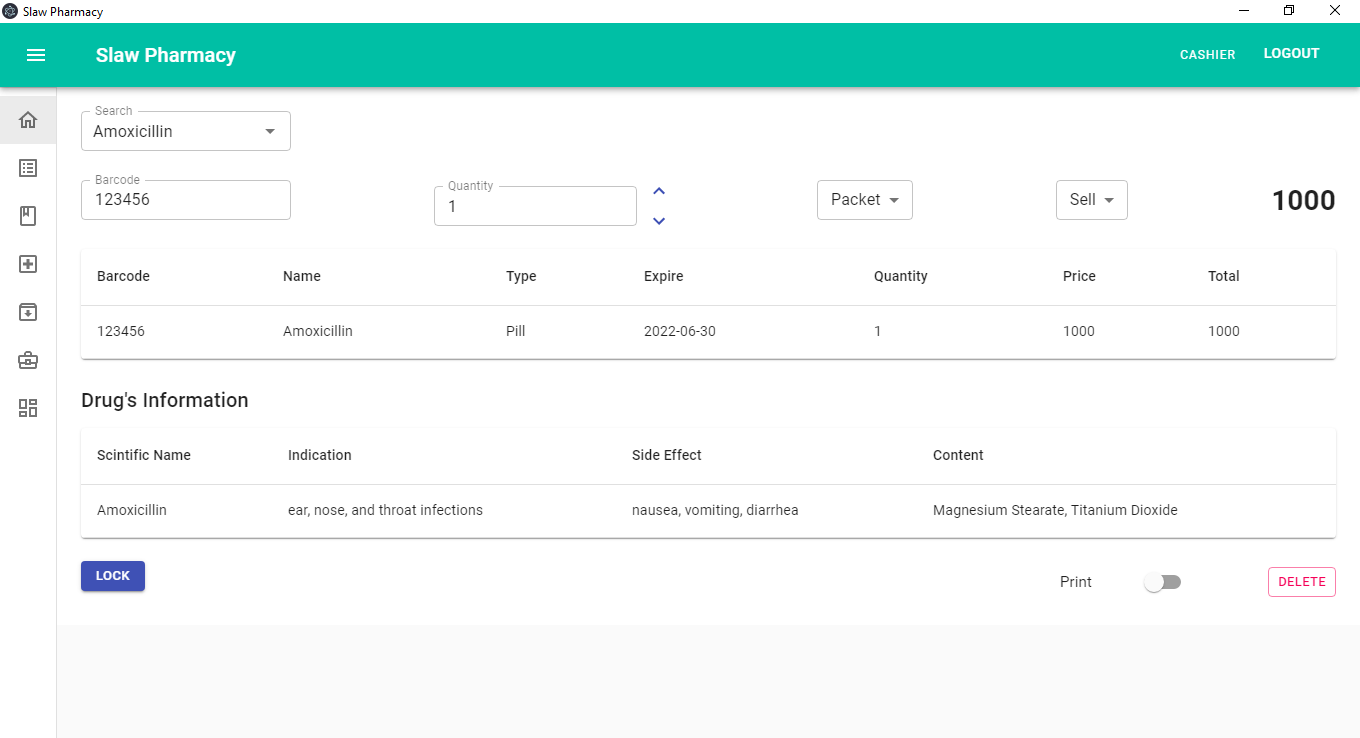 Slaw Pharmacy
Slaw Pharmacy CASHIER LOGOUT
Search
Amoxicillin
Barcode Quantity
123456 1 Packet Sell 1000
Barcode Name Type Expire Quantity Price Total
123456 Amoxicillin Pill 2022-06-30 1 1000 1000
Drug's Information
Scintific Name Indication Side Effect Content
Amoxicillin ear, nose, and throat infections nausea, vomiting, diarrhea Magnesium Stearate, Titanium Dioxide
LOCK Print DELETE